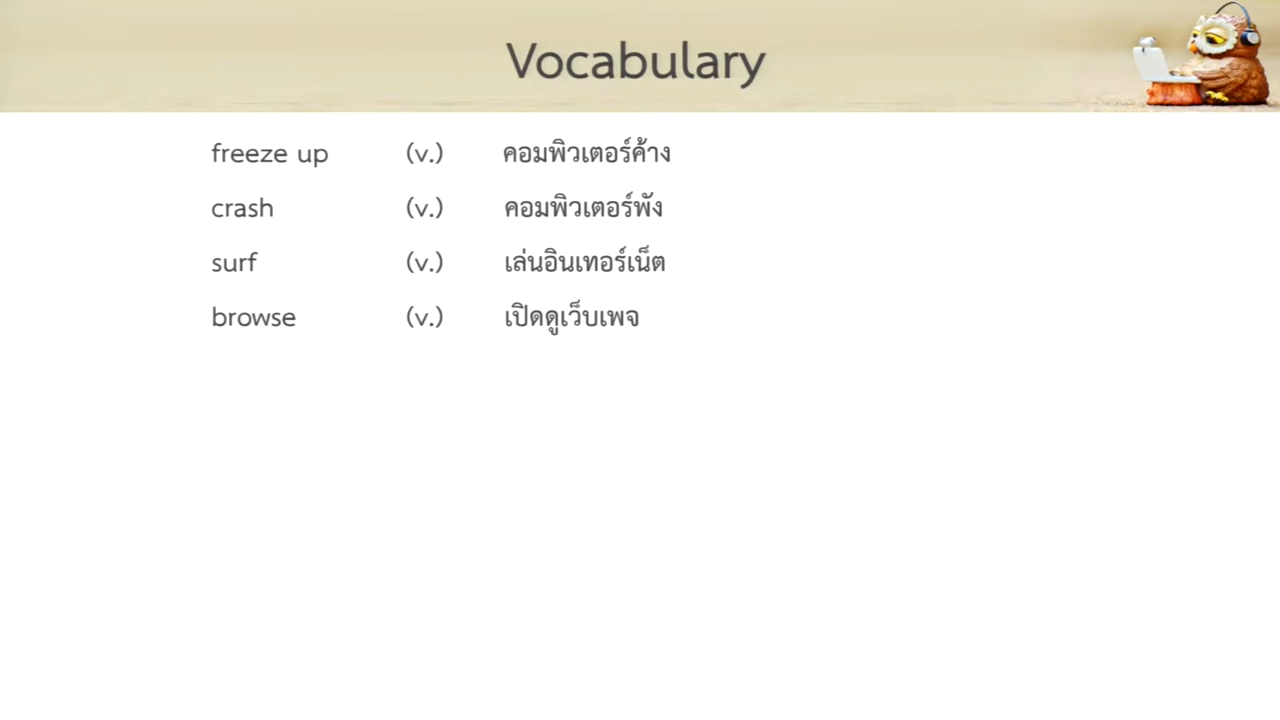 Vocabulary
freeze up (v.) คอมพิวเตอร์ค้าง
crash (v.) คอมพิวเตอร์พัง
surf (v.) เล่นอินเทอร์เน็ต
browse (v.) เปิดดูเว็บเพจ